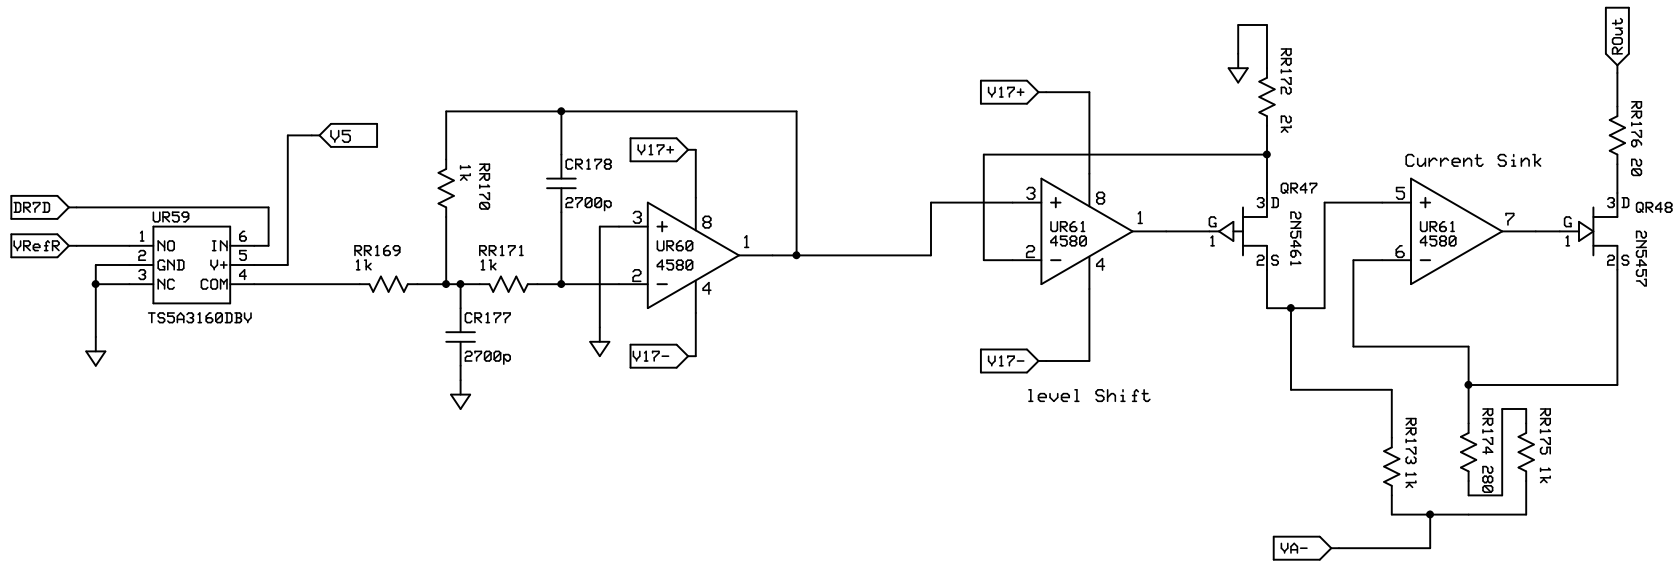 DR7D
VRefR
V5
UR59
1 NO
2 GND
3 NC
IN 6
V+ 5
COM 4
TS5A3160DBV
RR169
1k
RR170
1k
RR171
1k
CR177
2700p
CR178
2700p
V17+
V17-
3 +
2 -
UR60
4580
8
4
1
V17+
V17-
3 +
2 -
UR61
4580
8
4
1
level Shift
RR172 2k
QR47
2N5461
3 D
G
1
2 S
Current Sink
5 +
6 -
UR61
4580
7
ROut
RR176 20
QR48
2N5457
3 D
G
1
2 S
RR173 1k
RR174 280
RR175 1k
VA-